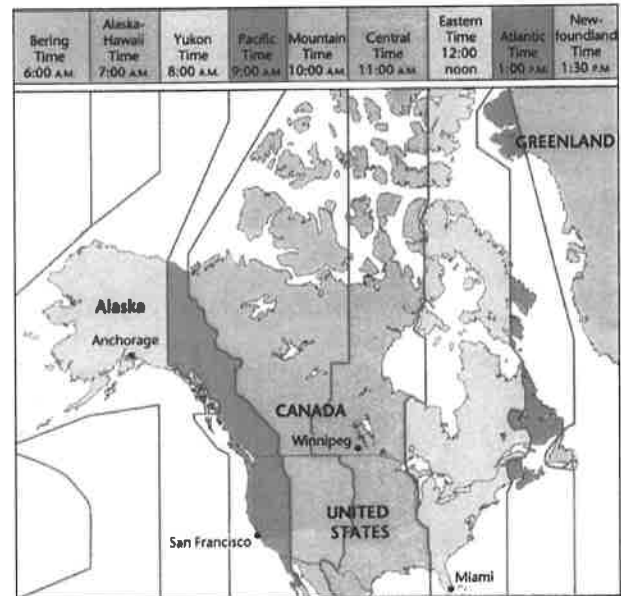 Bering
Time
6:00 A.M.
Alaska-
Hawaii
Time
7:00 A.M.
Yukon
Time
8:00 A.M.
Pacific
Time
9:00 A.M.
Mountain
Time
10:00 A.M.
Central
Time
11:00 A.M.
Eastern
Time
12:00
noon
Atlantic
Time
1:00 P.M.
New-
foundland
Time
1:30 P.M.
GREENLAND
Alaska
Anchorage
CANADA
Winnipeg
UNITED
STATES
San Francisco
Miami